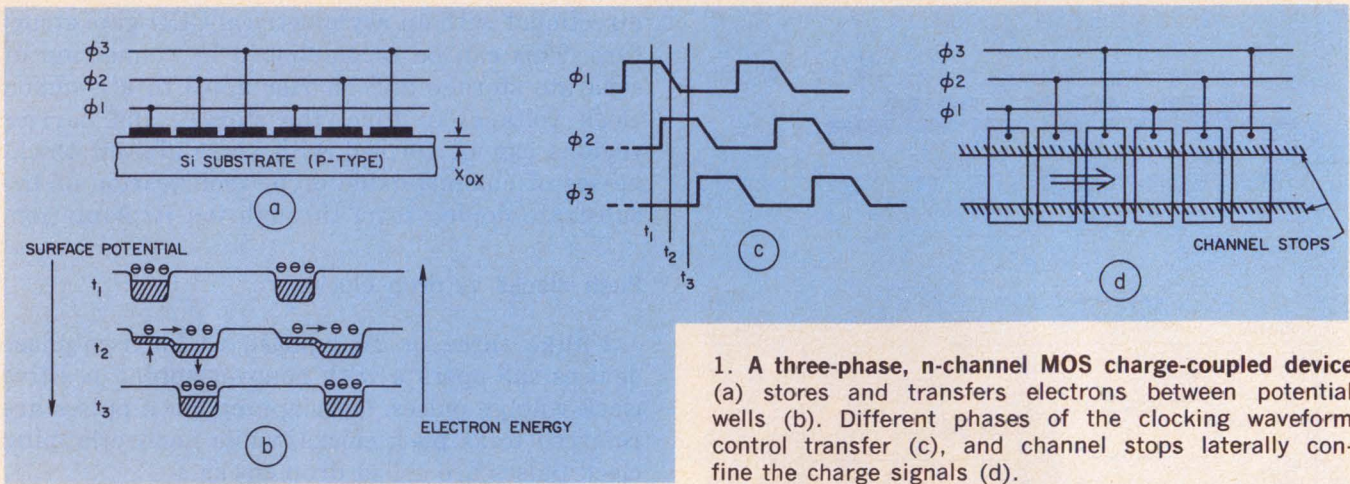 φ3
φ2
φ1
Si SUBSTRATE (P-TYPE)
XOX
a
SURFACE POTENTIAL
t1
t2
t3
ELECTRON ENERGY
b
φ1
φ2
φ3
t1
t2
t3
c
φ3
φ2
φ1
CHANNEL STOPS
d
1. A three-phase, n-channel MOS charge-coupled device
(a) stores and transfers electrons between potential
wells (b). Different phases of the clocking waveform
control transfer (c), and channel stops laterally con-
fine the charge signals (d).